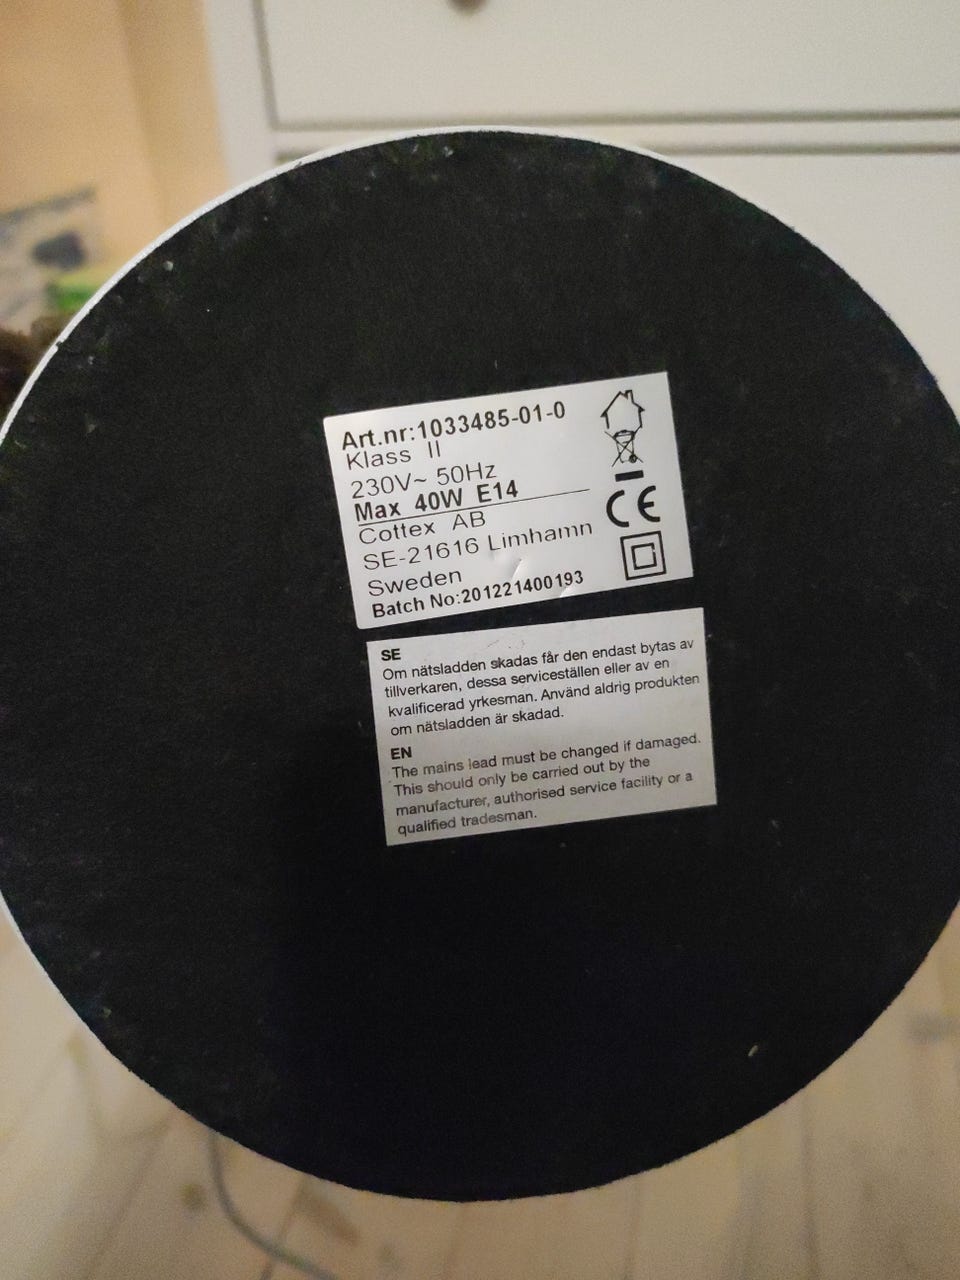 Art.nr:1033485-01-0
Klass II
230V~ 50Hz
Max 40W E14
Cottex AB
SE-21616 Limhamn
Sweden
Batch No:201221400193
CE
SE
Om nätsladden skadas får den endast bytas av
tillverkaren, dessa serviceställen eller av en
kvalificerad yrkesman. Använd aldrig produkten
om nätsladden är skadad.
EN
The mains lead must be changed if damaged.
This should only be carried out by the
manufacturer, authorised service facility or a
qualified tradesman.